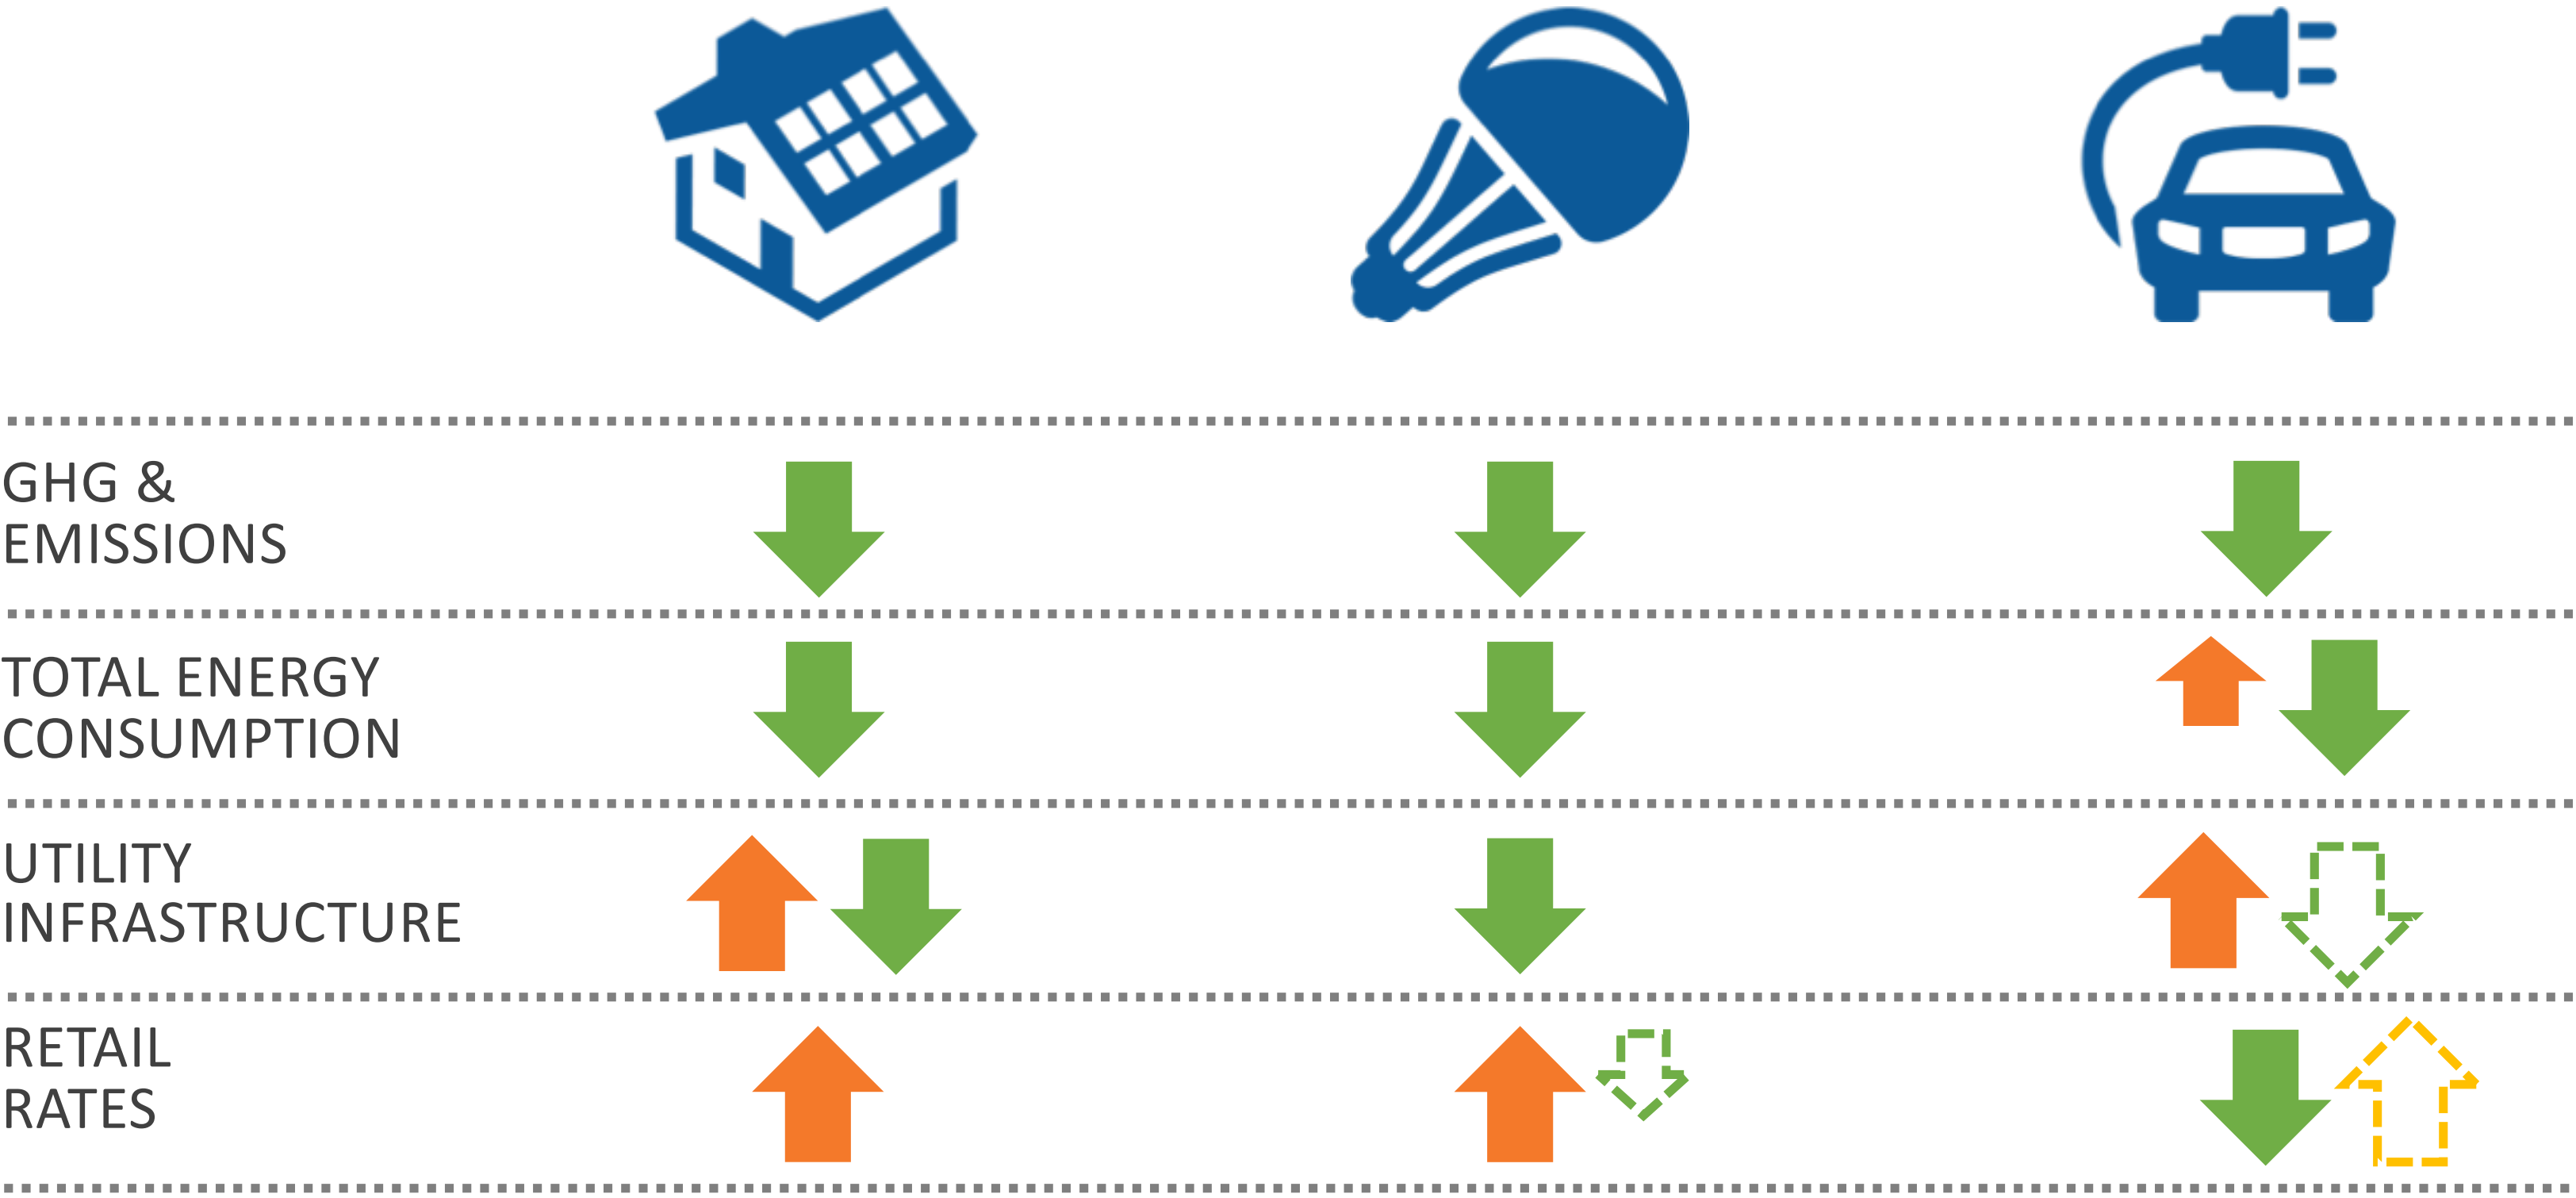 GHG &
EMISSIONS
TOTAL ENERGY
CONSUMPTION
UTILITY
INFRASTRUCTURE
RETAIL
RATES